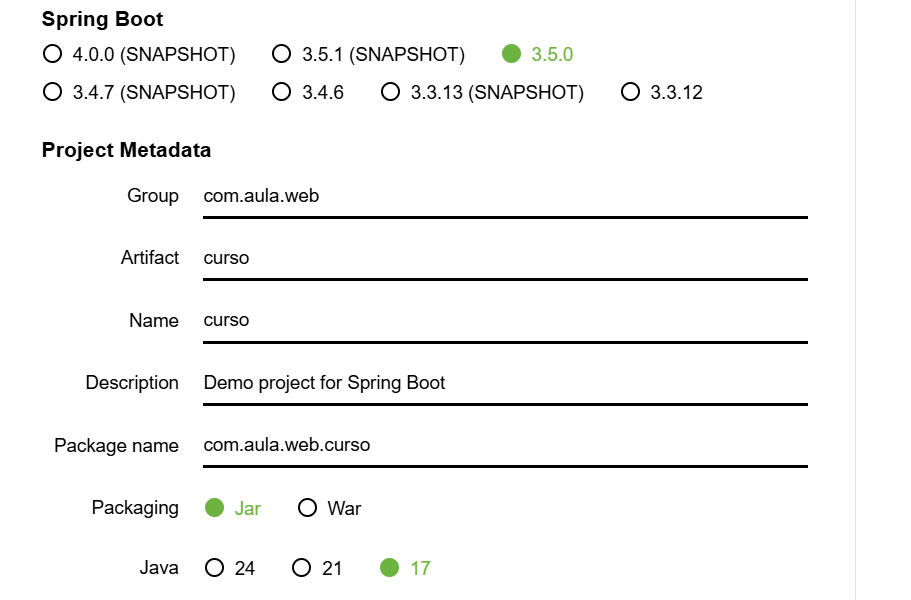 Spring Boot
4.0.0 (SNAPSHOT) 3.5.1 (SNAPSHOT) 3.5.0
3.4.7 (SNAPSHOT) 3.4.6 3.3.13 (SNAPSHOT) 3.3.12
Project Metadata
Group com.aula.web
Artifact curso
Name curso
Description Demo project for Spring Boot
Package name com.aula.web.curso
Packaging Jar War
Java 24 21 17